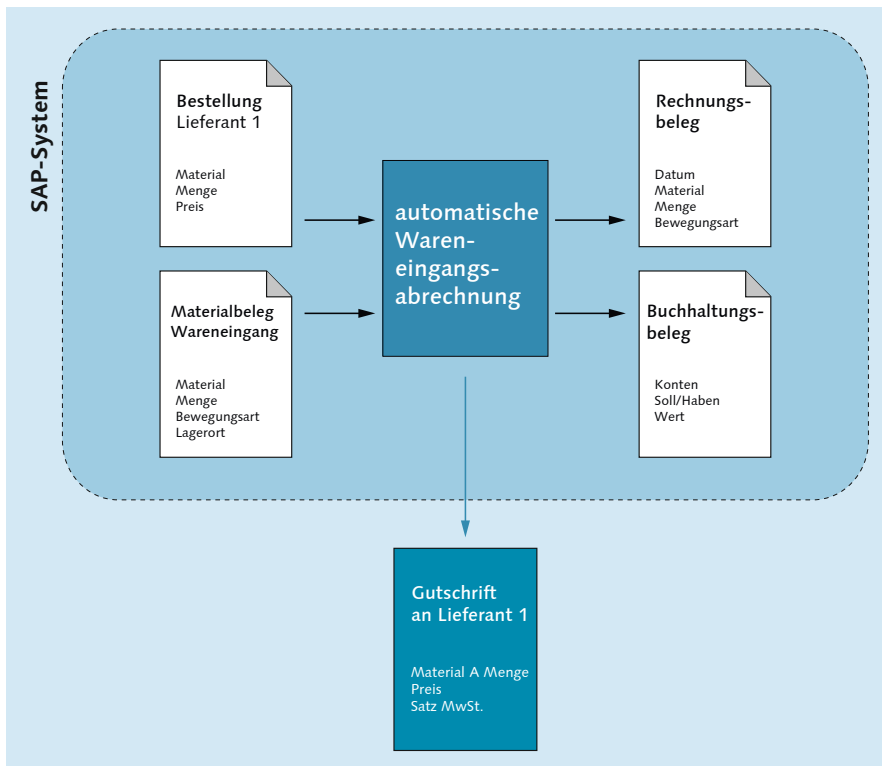 SAP-System
Bestellung
Lieferant 1
Material
Menge
Preis
Materialbeleg
Wareneingang
Material
Menge
Bewegungsart
Lagerort
automatische
Waren-
eingangs-
abrechnung
Rechnungs-
beleg
Datum
Material
Menge
Bewegungsart
Buchhaltungs-
beleg
Konten
Soll/Haben
Wert
Gutschrift
an Lieferant 1
Material A Menge
Preis
Satz MwSt.